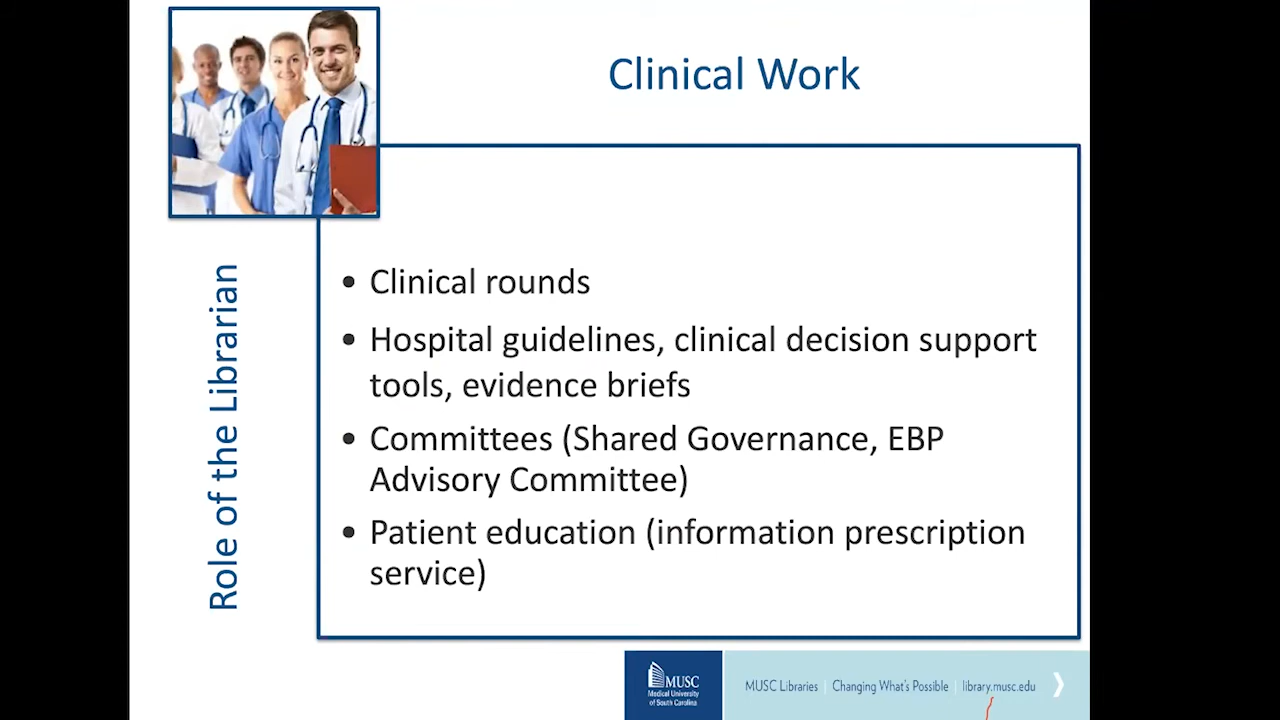 Clinical Work
Role of the Librarian
• Clinical rounds
• Hospital guidelines, clinical decision support
tools, evidence briefs
• Committees (Shared Governance, EBP
Advisory Committee)
• Patient education (information prescription
service)
MUSC
Medical University
of South Carolina
MUSC Libraries | Changing What's Possible | library.musc.edu